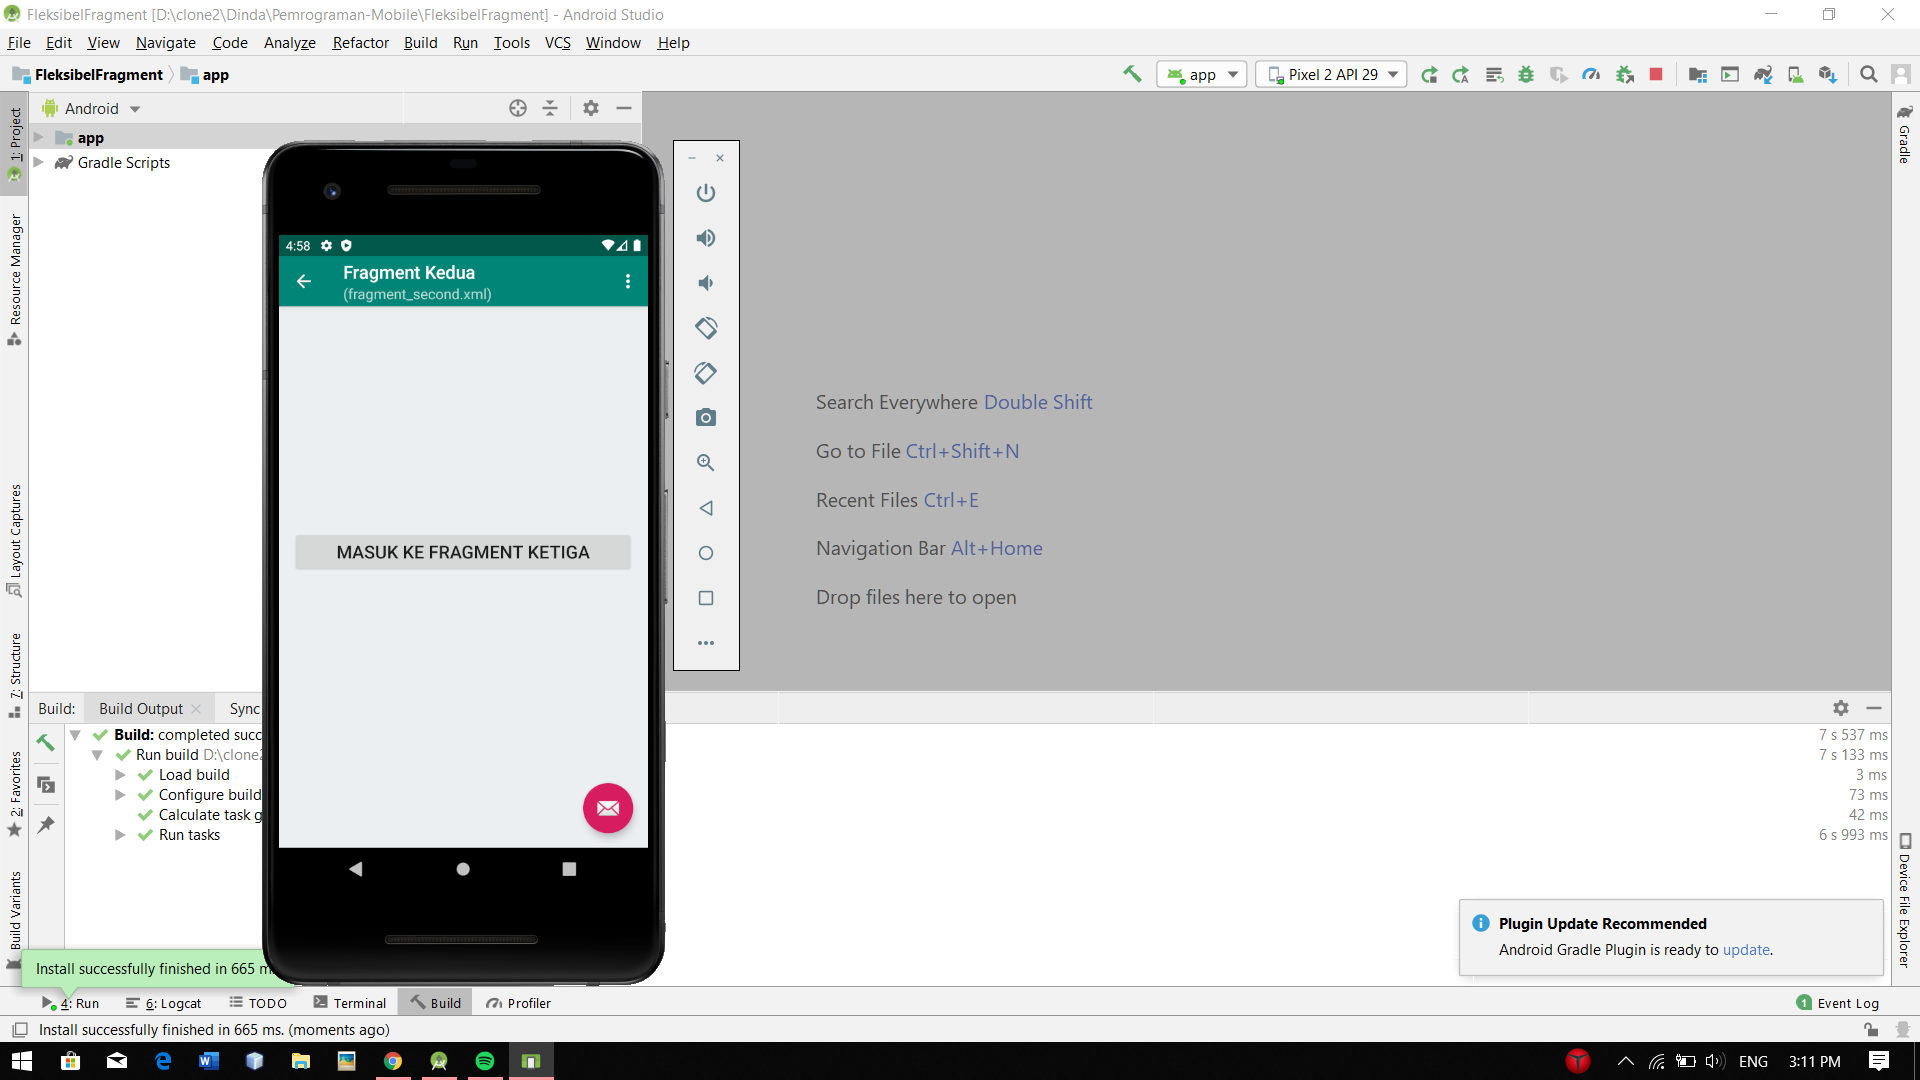 FleksibelFragment [D:\clone2\Dinda\Pemrograman-Mobile\FleksibelFragment] - Android Studio
File Edit View Navigate Code Analyze Refactor Build Run Tools VCS Window Help
FleksibelFragment app
app
Pixel 2 API 29
Android
app
Gradle Scripts
1: Project
Resource Manager
Layout Captures
7: Structure
2: Favorites
Build Variants
Gradle
Device File Explorer
4:58
Fragment Kedua
(fragment_second.xml)
MASUK KE FRAGMENT KETIGA
Search Everywhere Double Shift
Go to File Ctrl+Shift+N
Recent Files Ctrl+E
Navigation Bar Alt+Home
Drop files here to open
Build: Build Output Sync
Build: completed succ 7 s 537 ms
Run build D:\clone2 7 s 133 ms
Load build 3 ms
Configure build 73 ms
Calculate task g 42 ms
Run tasks 6 s 993 ms
Plugin Update Recommended
Android Gradle Plugin is ready to update.
Install successfully finished in 665 m
4: Run 6: Logcat TODO Terminal Build Profiler
1 Event Log
Install successfully finished in 665 ms. (moments ago)
ENG 3:11 PM